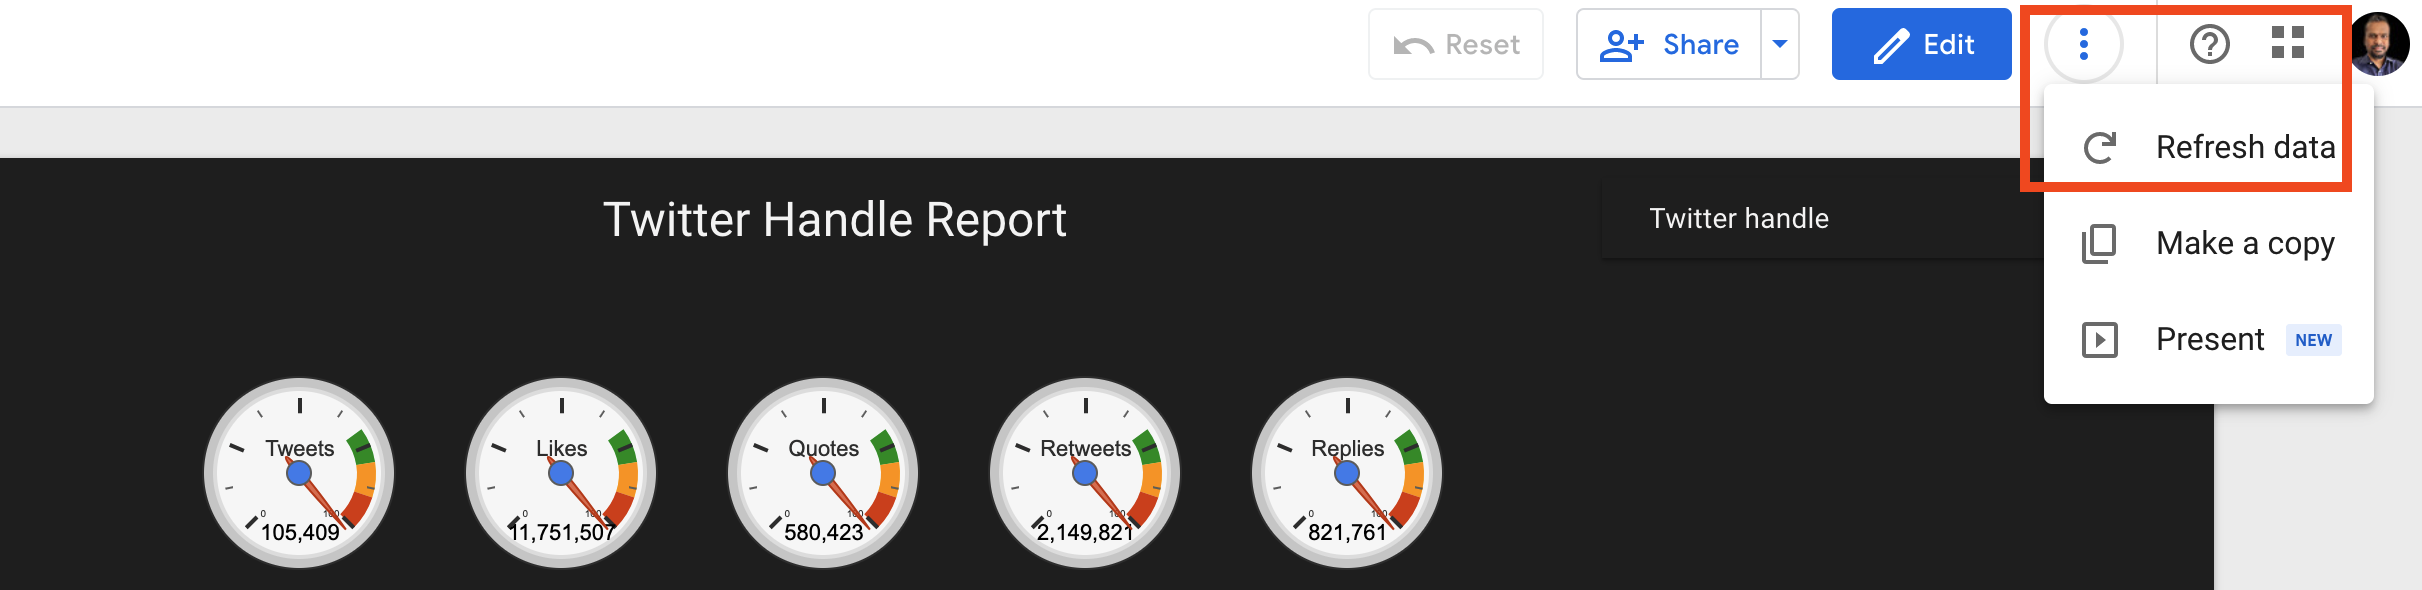 Reset
Share
Edit
Refresh data
Twitter Handle Report
Twitter handle
Make a copy
Present NEW
Tweets
0 100
105,409
Likes
0 100
11,751,507
Quotes
0 100
580,423
Retweets
0 100
2,149,821
Replies
0 100
821,761